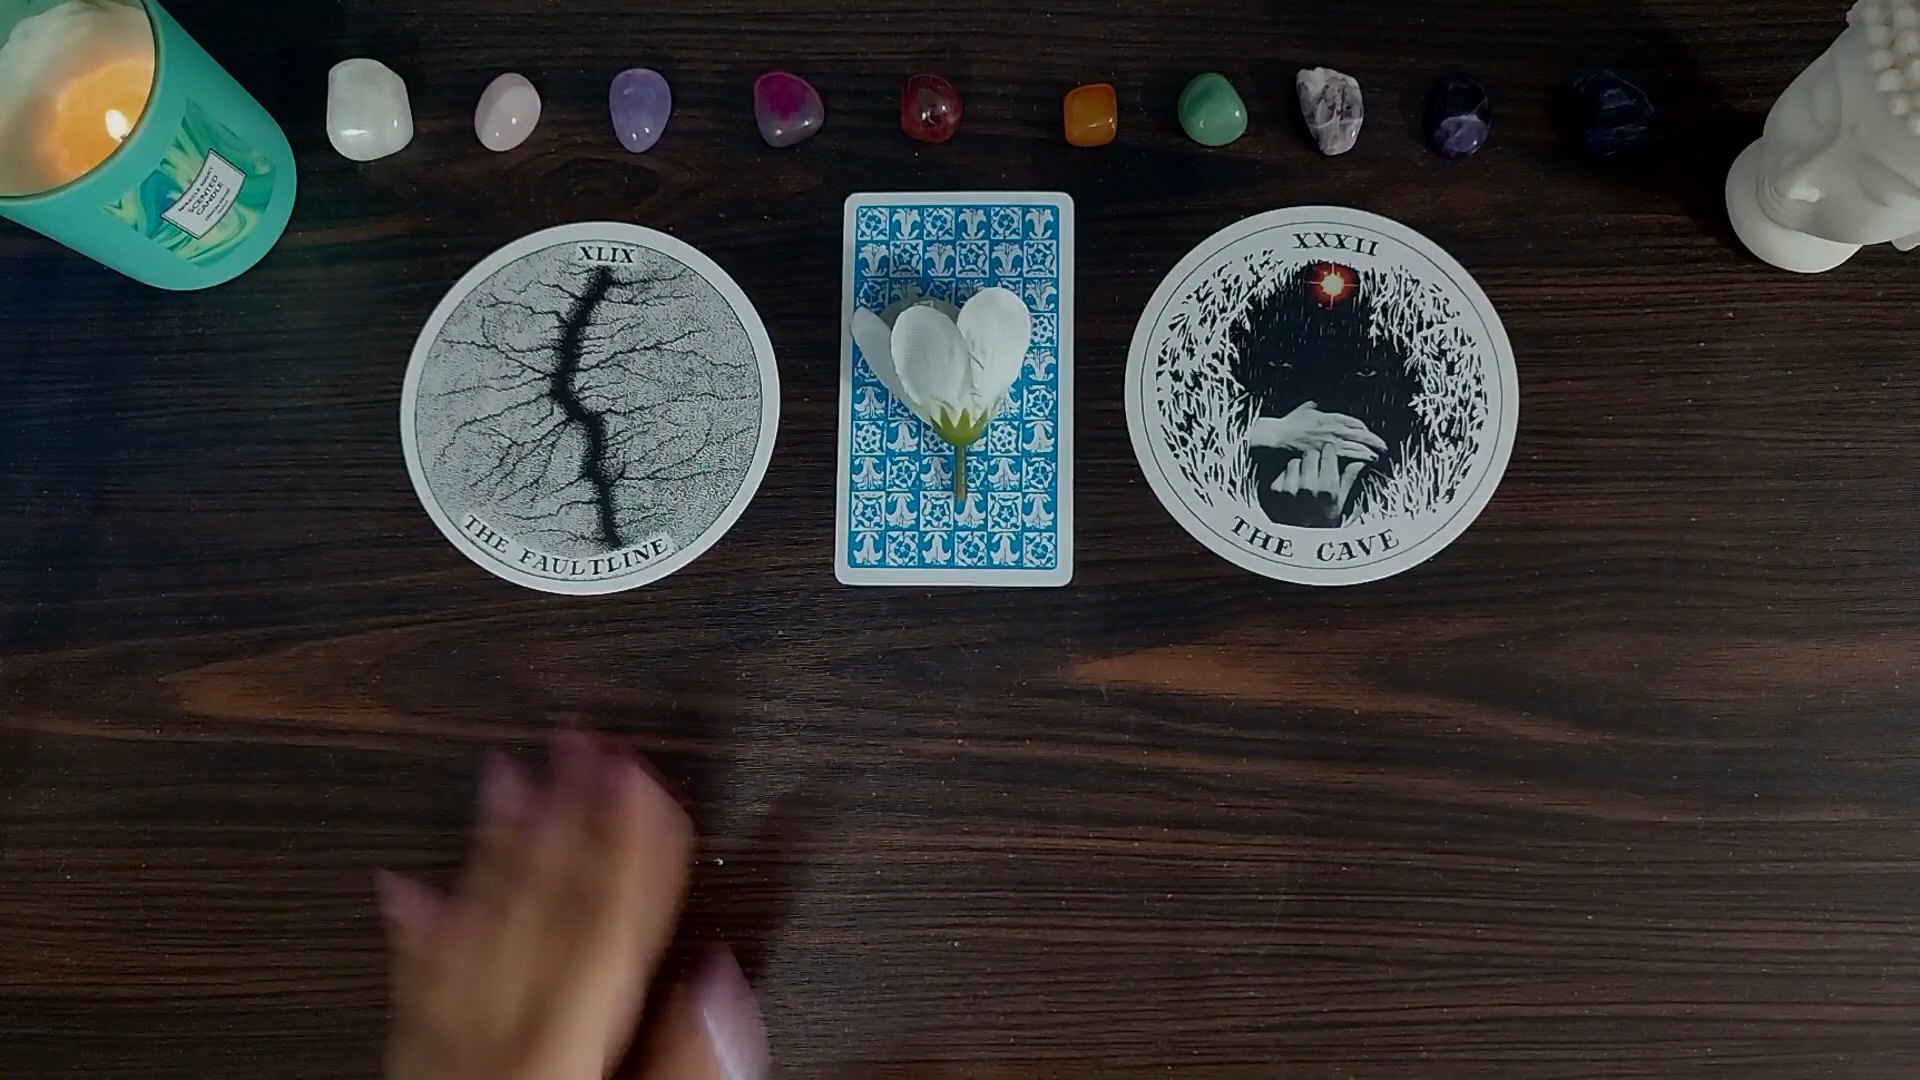 SCENTED
CANDLE
XLIX
THE FAULTLINE
XXXII
THE CAVE